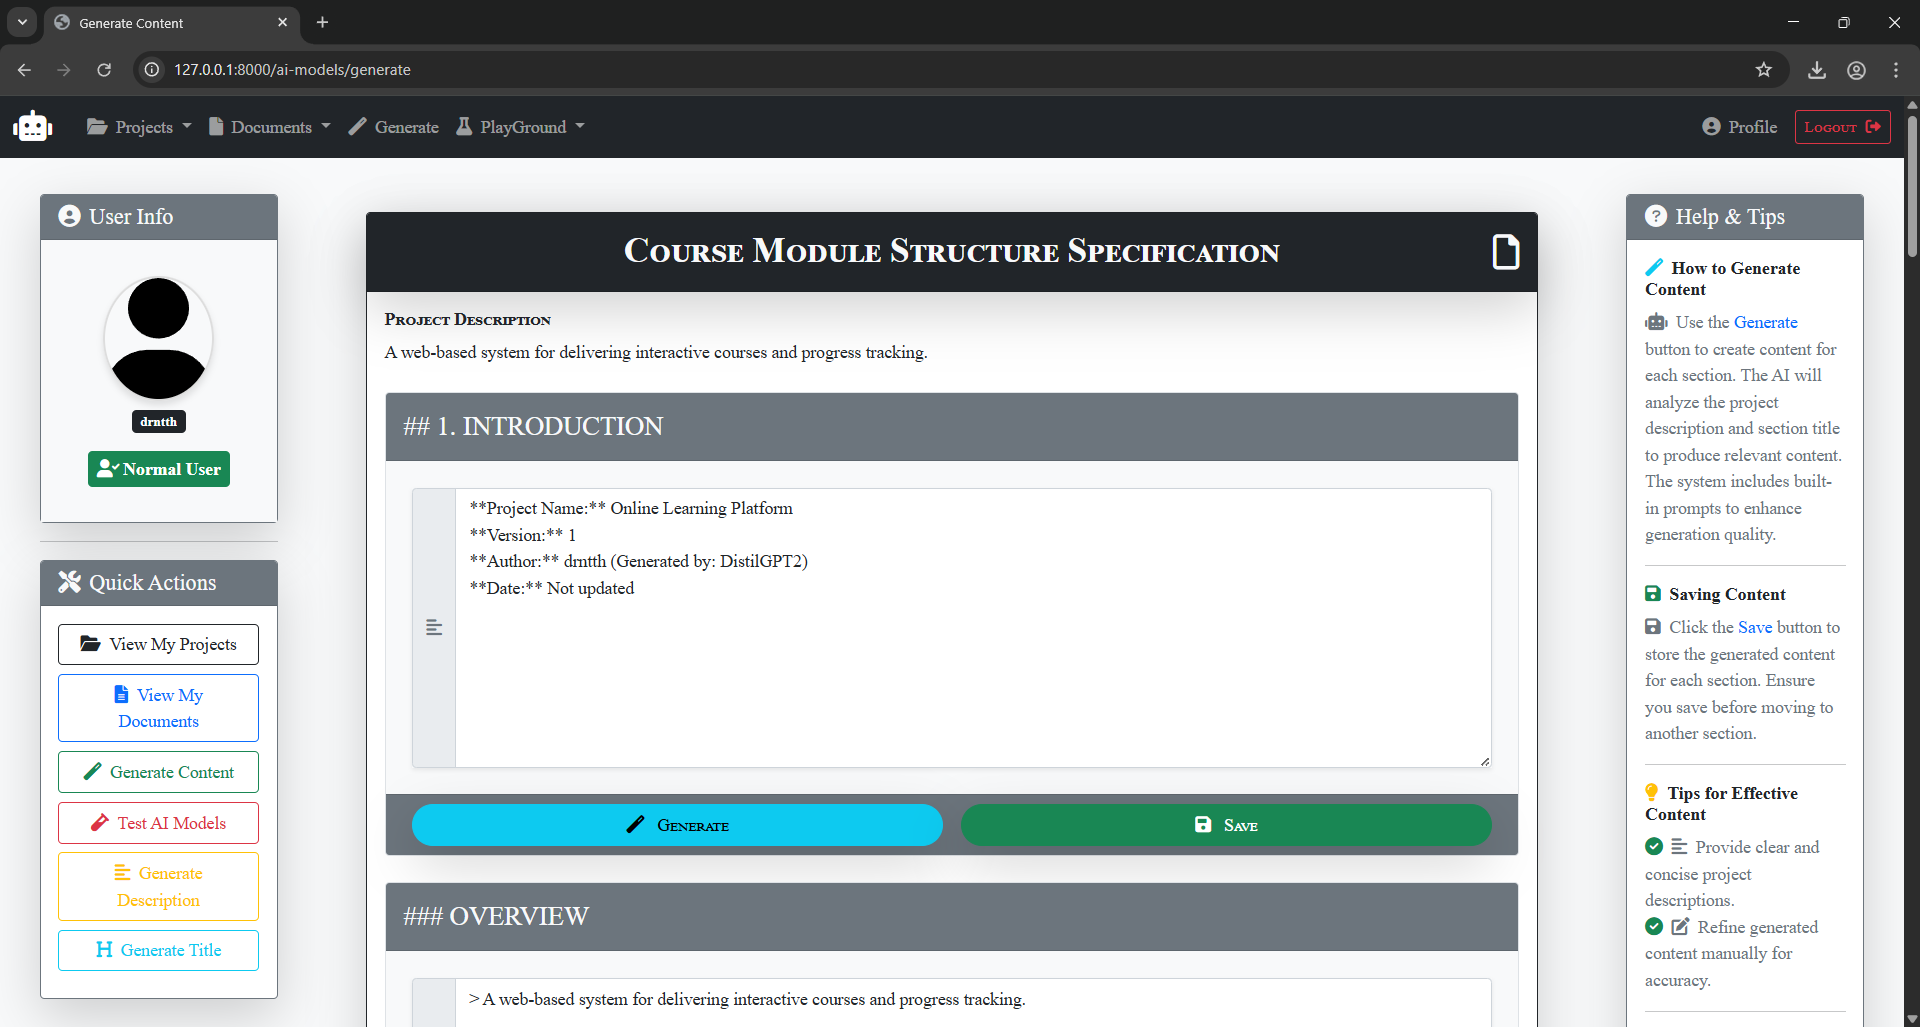 Generate Content
127.0.0.1:8000/ai-models/generate
Projects Documents Generate PlayGround Profile Logout
User Info
drntth
Normal User
Quick Actions
View My Projects
View My
Documents
Generate Content
Test AI Models
Generate
Description
H Generate Title
Course Module Structure Specification
Project Description
A web-based system for delivering interactive courses and progress tracking.
## 1. INTRODUCTION
**Project Name:** Online Learning Platform
**Version:** 1
**Author:** drntth (Generated by: DistilGPT2)
**Date:** Not updated
Generate Save
### OVERVIEW
> A web-based system for delivering interactive courses and progress tracking.
Help & Tips
How to Generate
Content
Use the Generate
button to create content for
each section. The AI will
analyze the project
description and section title
to produce relevant content.
The system includes built-
in prompts to enhance
generation quality.
Saving Content
Click the Save button to
store the generated content
for each section. Ensure
you save before moving to
another section.
Tips for Effective
Content
Provide clear and
concise project
descriptions.
Refine generated
content manually for
accuracy.